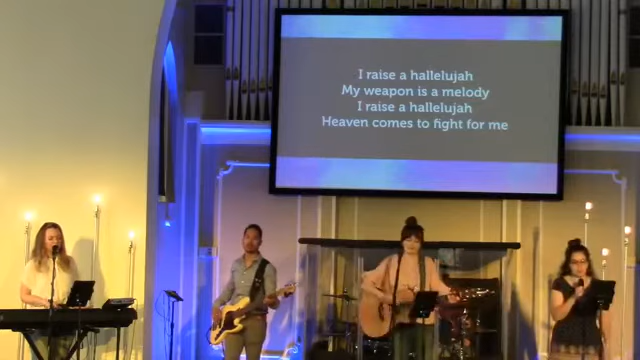 I raise a hallelujah
My weapon is a melody
I raise a hallelujah
Heaven comes to fight for me